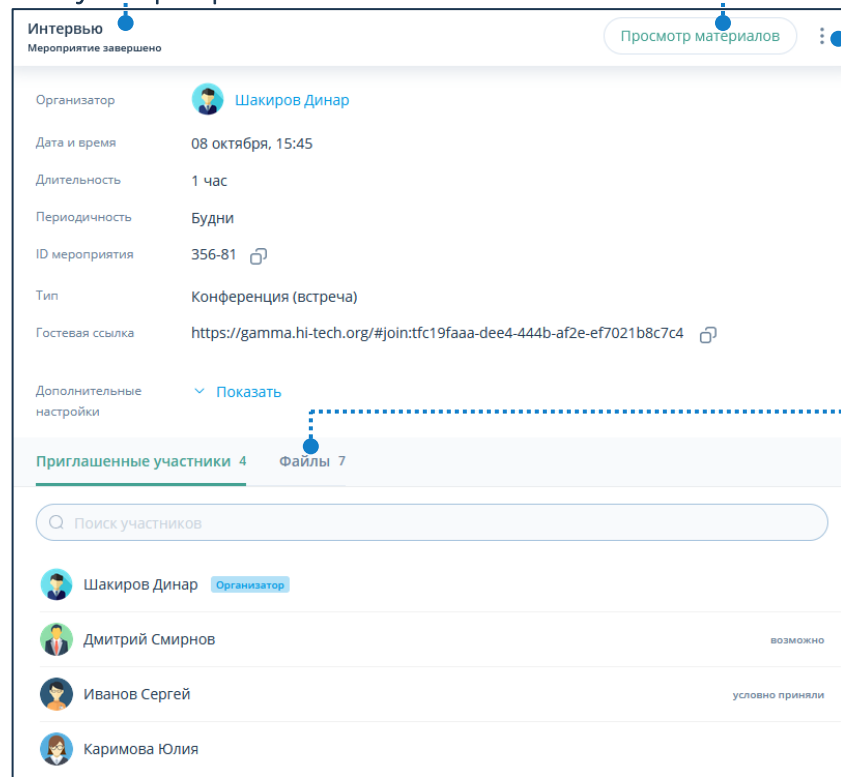 Интервью
Мероприятие завершено
Просмотр материалов
Организатор Шакиров Динар
Дата и время 08 октября, 15:45
Длительность 1 час
Периодичность Будни
ID мероприятия 356-81
Тип Конференция (встреча)
Гостевая ссылка https://gamma.hi-tech.org/#join:tfc19faaa-dee4-444b-af2e-ef7021b8c7c4
Дополнительные настройки Показать
Приглашенные участники 4 Файлы 7
Поиск участников
Шакиров Динар Организатор
Дмитрий Смирнов возможно
Иванов Сергей условно приняли
Каримова Юлия